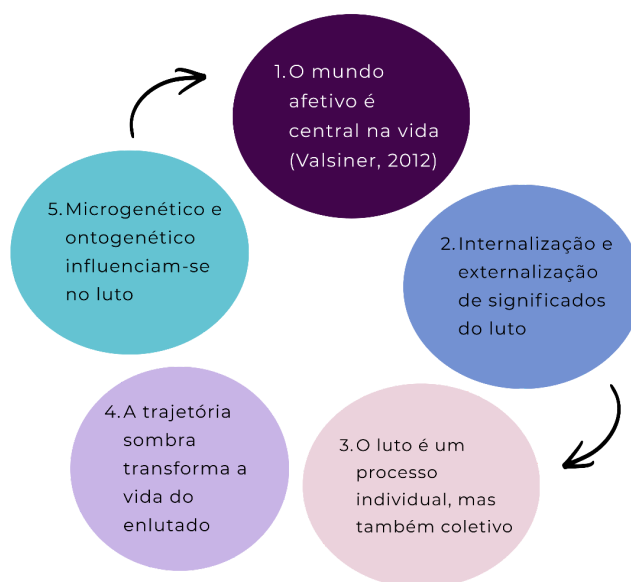 1. O mundo
afetivo é
central na vida
(Valsiner, 2012)
2. Internalização e
externalização
de significados
do luto
3. O luto é um
processo
individual, mas
também coletivo
4. A trajetória
sombra
transforma a
vida do
enlutado
5. Microgenético e
ontogenético
influenciam-se
no luto